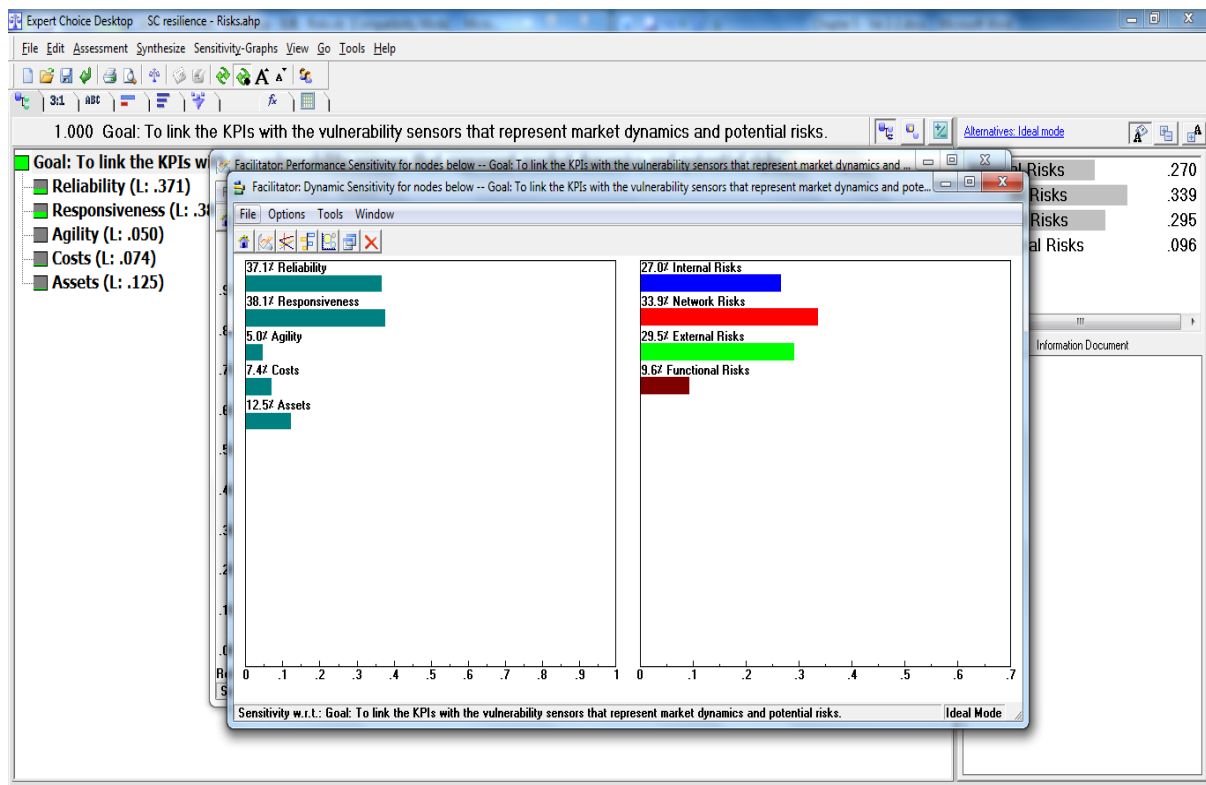 Expert Choice Desktop SC resilience - Risks.ahp
File Edit Assessment Synthesize Sensitivity-Graphs View Go Tools Help
3:1 ABC
1.000 Goal: To link the KPIs with the vulnerability sensors that represent market dynamics and potential risks.
Alternatives: Ideal mode
Goal: To link the KPIs w
Reliability (L: .371)
Responsiveness (L: .38
Agility (L: .050)
Costs (L: .074)
Assets (L: .125)
Facilitator: Performance Sensitivity for nodes below -- Goal: To link the KPIs with the vulnerability sensors that represent market dynamics and ...
Facilitator: Dynamic Sensitivity for nodes below -- Goal: To link the KPIs with the vulnerability sensors that represent market dynamics and pote...
File Options Tools Window
37.1% Reliability
38.1% Responsiveness
5.0% Agility
7.4% Costs
12.5% Assets
0 .1 .2 .3 .4 .5 .6 .7 .8 .9 1
27.0% Internal Risks
33.9% Network Risks
29.5% External Risks
9.6% Functional Risks
0 .1 .2 .3 .4 .5 .6 .7
Sensitivity w.r.t.: Goal: To link the KPIs with the vulnerability sensors that represent market dynamics and potential risks.
Ideal Mode
Risks .270
Risks .339
Risks .295
al Risks .096
Information Document